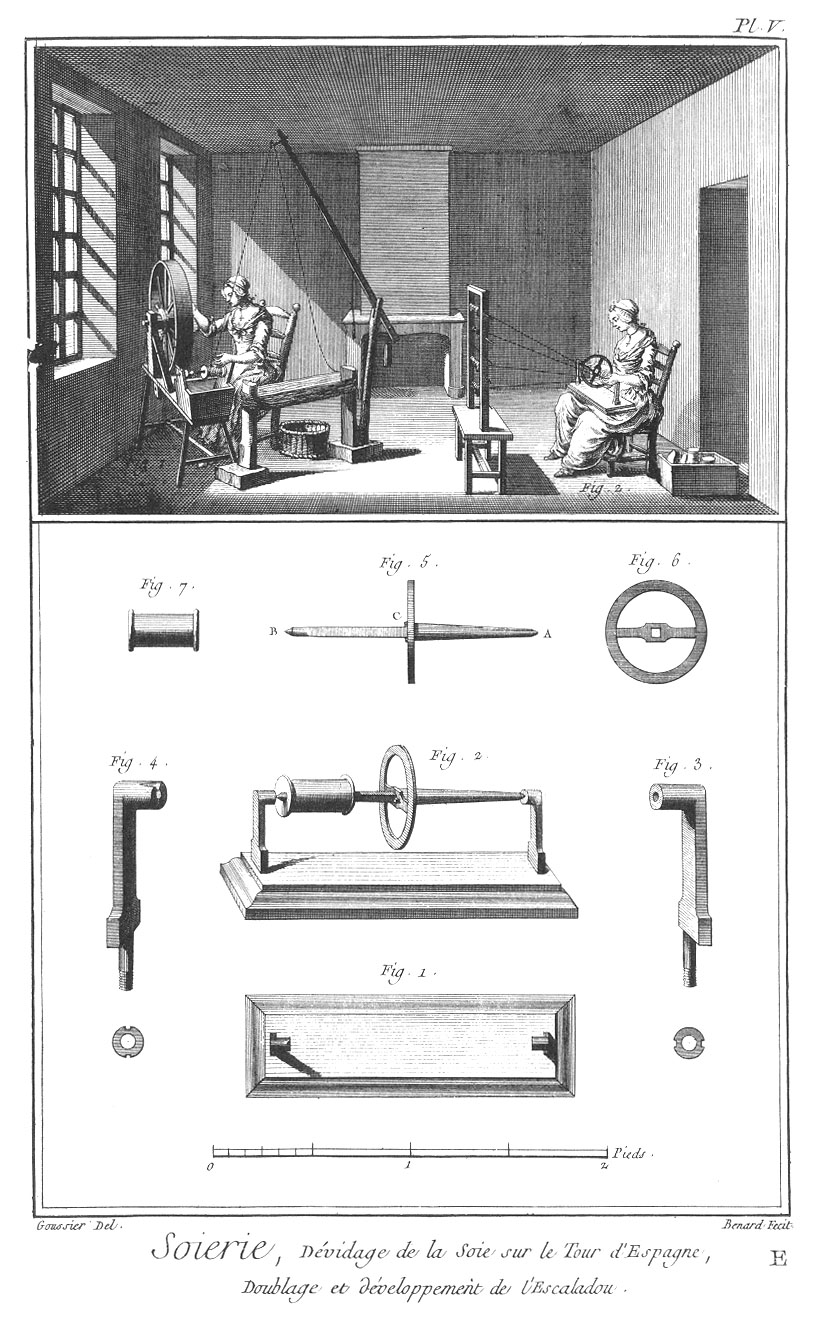 Pl. V.
Fig. 1
Fig. 2.
Fig. 5.
Fig. 7.
Fig. 6.
C
B
A
Fig. 4.
Fig. 2.
Fig. 3.
Fig. 1.
Pieds.
0 1 2
Goussier Del.
Benard Fecit
Soierie, Dévidage de la Soie sur le Tour d'Espagne,
E
Doublage et développement de l'Escaladou.